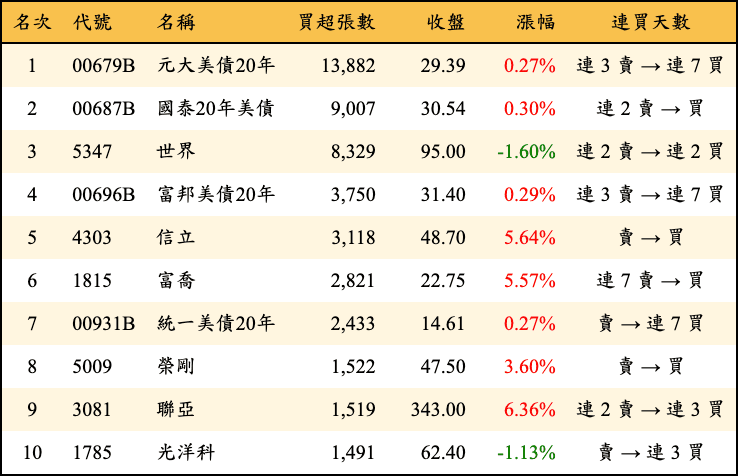 名次 代號 名稱 買超張數 收盤 漲幅 連買天數
1 00679B 元大美債20年 13,882 29.39 0.27% 連 3 賣 → 連 7 買
2 00687B 國泰20年美債 9,007 30.54 0.30% 連 2 賣 → 買
3 5347 世界 8,329 95.00 -1.60% 連 2 賣 → 連 2 買
4 00696B 富邦美債20年 3,750 31.40 0.29% 連 3 賣 → 連 7 買
5 4303 信立 3,118 48.70 5.64% 賣 → 買
6 1815 富喬 2,821 22.75 5.57% 連 7 賣 → 買
7 00931B 統一美債20年 2,433 14.61 0.27% 賣 → 連 7 買
8 5009 榮剛 1,522 47.50 3.60% 賣 → 買
9 3081 聯亞 1,519 343.00 6.36% 連 2 賣 → 連 3 買
10 1785 光洋科 1,491 62.40 -1.13% 賣 → 連 3 買